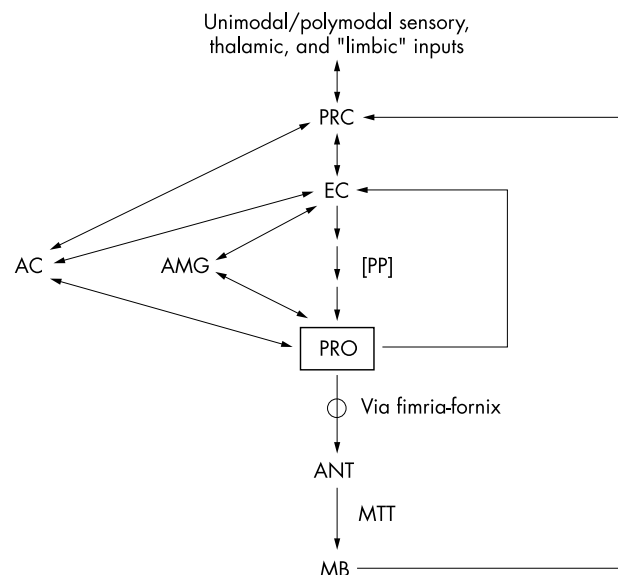 Unimodal/polymodal sensory,
thalamic, and "limbic" inputs
PRC
EC
AC
AMG
[PP]
PRO
Via fimria-fornix
ANT
MTT
MB